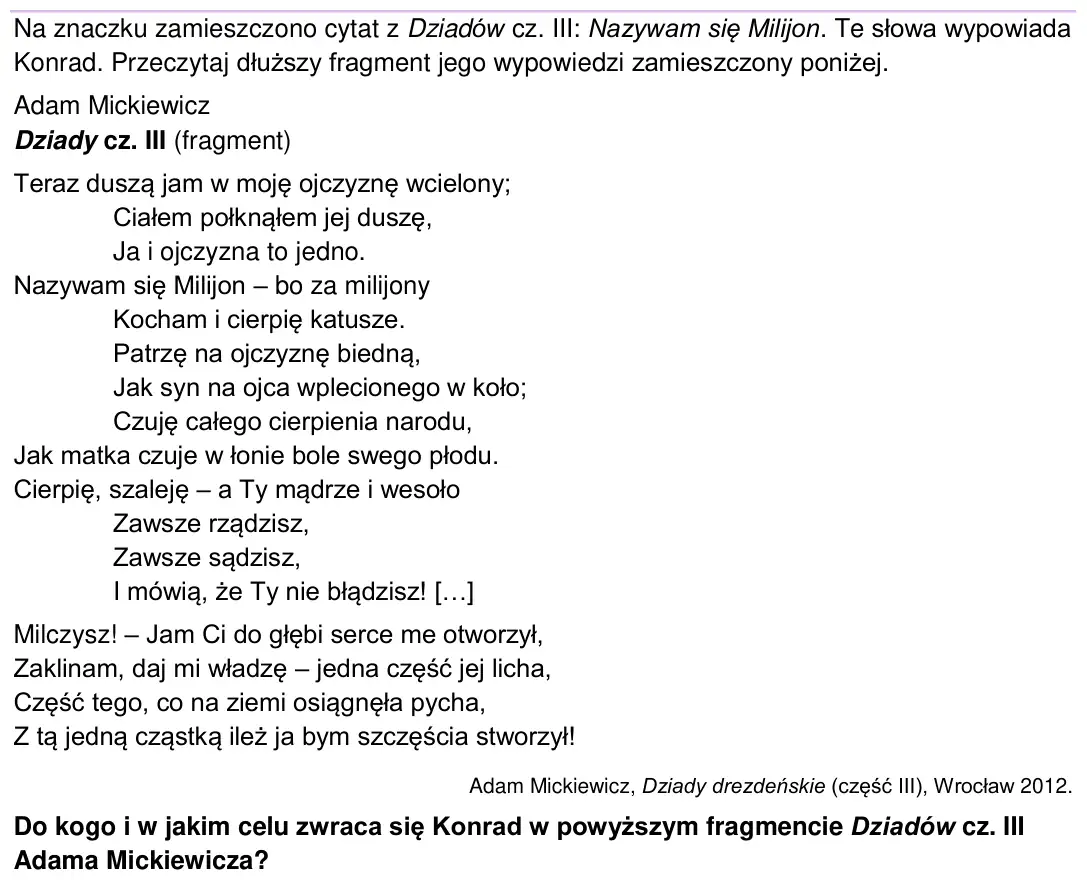 Na znaczku zamieszczono cytat z Dziadów cz. III: Nazywam się Milijon. Te słowa wypowiada
Konrad. Przeczytaj dłuższy fragment jego wypowiedzi zamieszczony poniżej.
Adam Mickiewicz
Dziady cz. III (fragment)
Teraz duszą jam w moję ojczyznę wcielony;
Ciałem połknąłem jej duszę,
Ja i ojczyzna to jedno.
Nazywam się Milijon – bo za milijony
Kocham i cierpię katusze.
Patrzę na ojczyznę biedną,
Jak syn na ojca wplecionego w koło;
Czuję całego cierpienia narodu,
Jak matka czuje w łonie bole swego płodu.
Cierpię, szaleję – a Ty mądrze i wesoło
Zawsze rządzisz,
Zawsze sądzisz,
I mówią, że Ty nie błądzisz! […]
Milczysz! – Jam Ci do głębi serce me otworzył,
Zaklinam, daj mi władzę – jedna część jej licha,
Część tego, co na ziemi osiągnęła pycha,
Z tą jedną cząstką ileż ja bym szczęścia stworzył!
Adam Mickiewicz, Dziady drezdeńskie (część III), Wrocław 2012.
Do kogo i w jakim celu zwraca się Konrad w powyższym fragmencie Dziadów cz. III
Adama Mickiewicza?